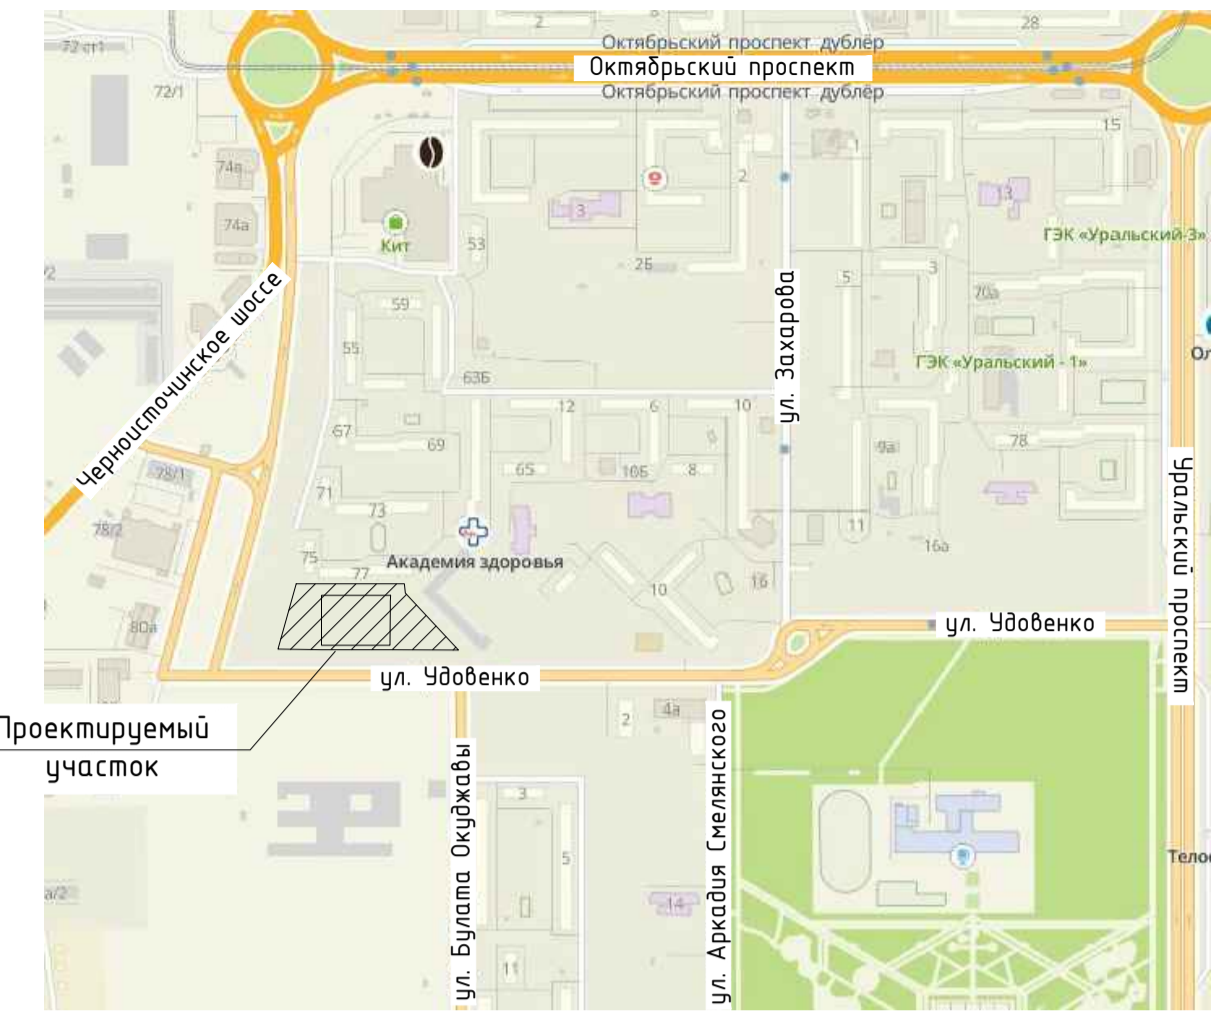 2
28
72 ст1
Октябрьский проспект дублёр
Октябрьский проспект
Октябрьский проспект дублёр
72/1
15
1
74в
2
13
3
74а
Кит
53
ГЭК «Уральский-3»
2Б
3
5
70а
Черноисточинское шоссе
59
ул. Захарова
55
ГЭК «Уральский - 1»
63Б
12
6
10
67
69
9а
78
65
10Б
8
78/1
71
73
Уральский проспект
78/2
11
16а
75
Академия здоровья
77
10
16
80а
ул. Удовенко
ул. Удовенко
Проектируемый
участок
2
4а
ул. Булата Окуджавы
ул. Аркадия Смелянского
3
5
Телос
а/2
14
11